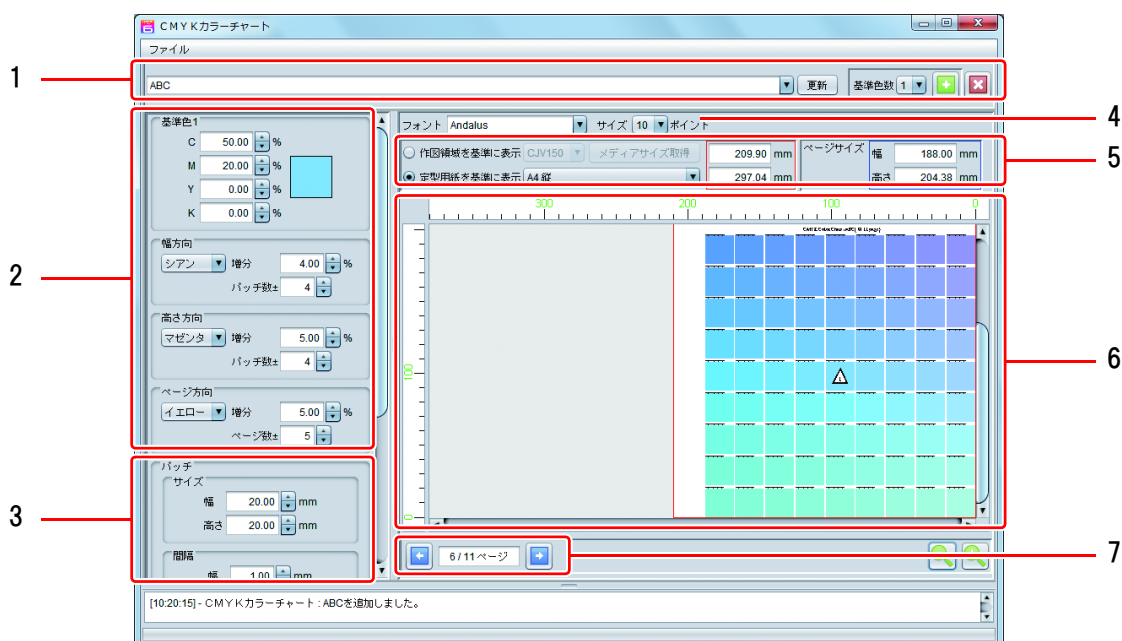 CMYKカラーチャート
ファイル
1
ABC
更新
基準色数 1
基準色1
C 50.00 %
M 20.00 %
Y 0.00 %
K 0.00 %
2
幅方向
シアン 増分 4.00 %
パッチ数± 4
高さ方向
マゼンタ 増分 5.00 %
パッチ数± 4
ページ方向
イエロー 増分 5.00 %
ページ数± 5
3
パッチ
サイズ
幅 20.00 mm
高さ 20.00 mm
間隔
幅 1.00 mm
フォント Andalus サイズ 10 ポイント
4
作図領域を基準に表示 CJV150 メディアサイズ取得 209.90 mm
定型用紙を基準に表示 A4 縦 297.04 mm
ページサイズ 幅 188.00 mm
高さ 204.38 mm
5
300 200 100 0
100
0
6
6 / 11 ページ
7
[10:20:15] - CMYKカラーチャート : ABCを追加しました。